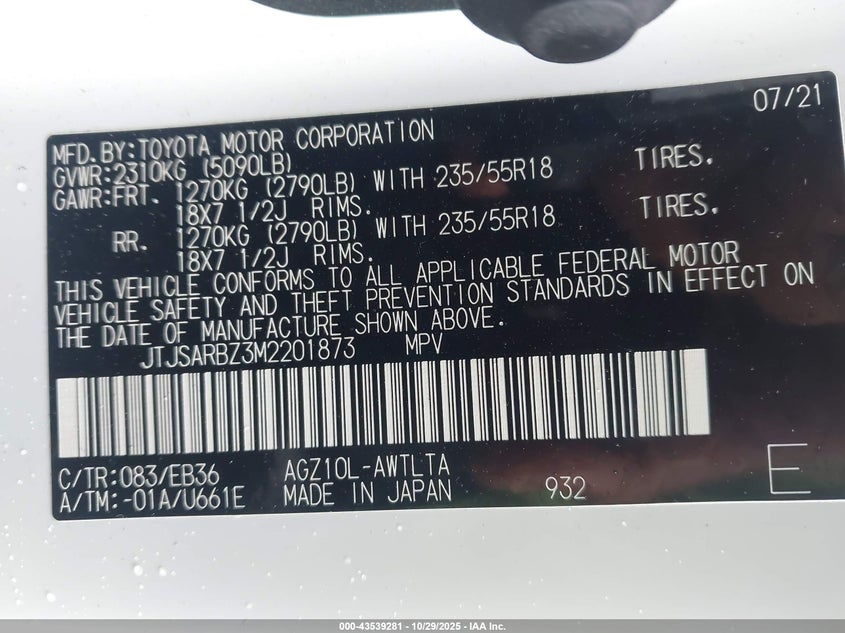 07/21
MFD.BY:TOYOTA MOTOR CORPORATION
GVWR:2310KG (5090LB)
GAWR:FRT. 1270KG (2790LB) WITH 235/55R18 TIRES.
18X7 1/2J RIMS.
RR. 1270KG (2790LB) WITH 235/55R18 TIRES.
18X7 1/2J RIMS.
THIS VEHICLE CONFORMS TO ALL APPLICABLE FEDERAL MOTOR
VEHICLE SAFETY AND THEFT PREVENTION STANDARDS IN EFFECT ON
THE DATE OF MANUFACTURE SHOWN ABOVE.
JTJSARBZ3M2201873 MPV
C/TR:083/EB36 AGZ10L-AWTLTA
A/TM:-01A/U661E MADE IN JAPAN 932 E
000-43539281 - 10/29/2025 - IAA Inc.